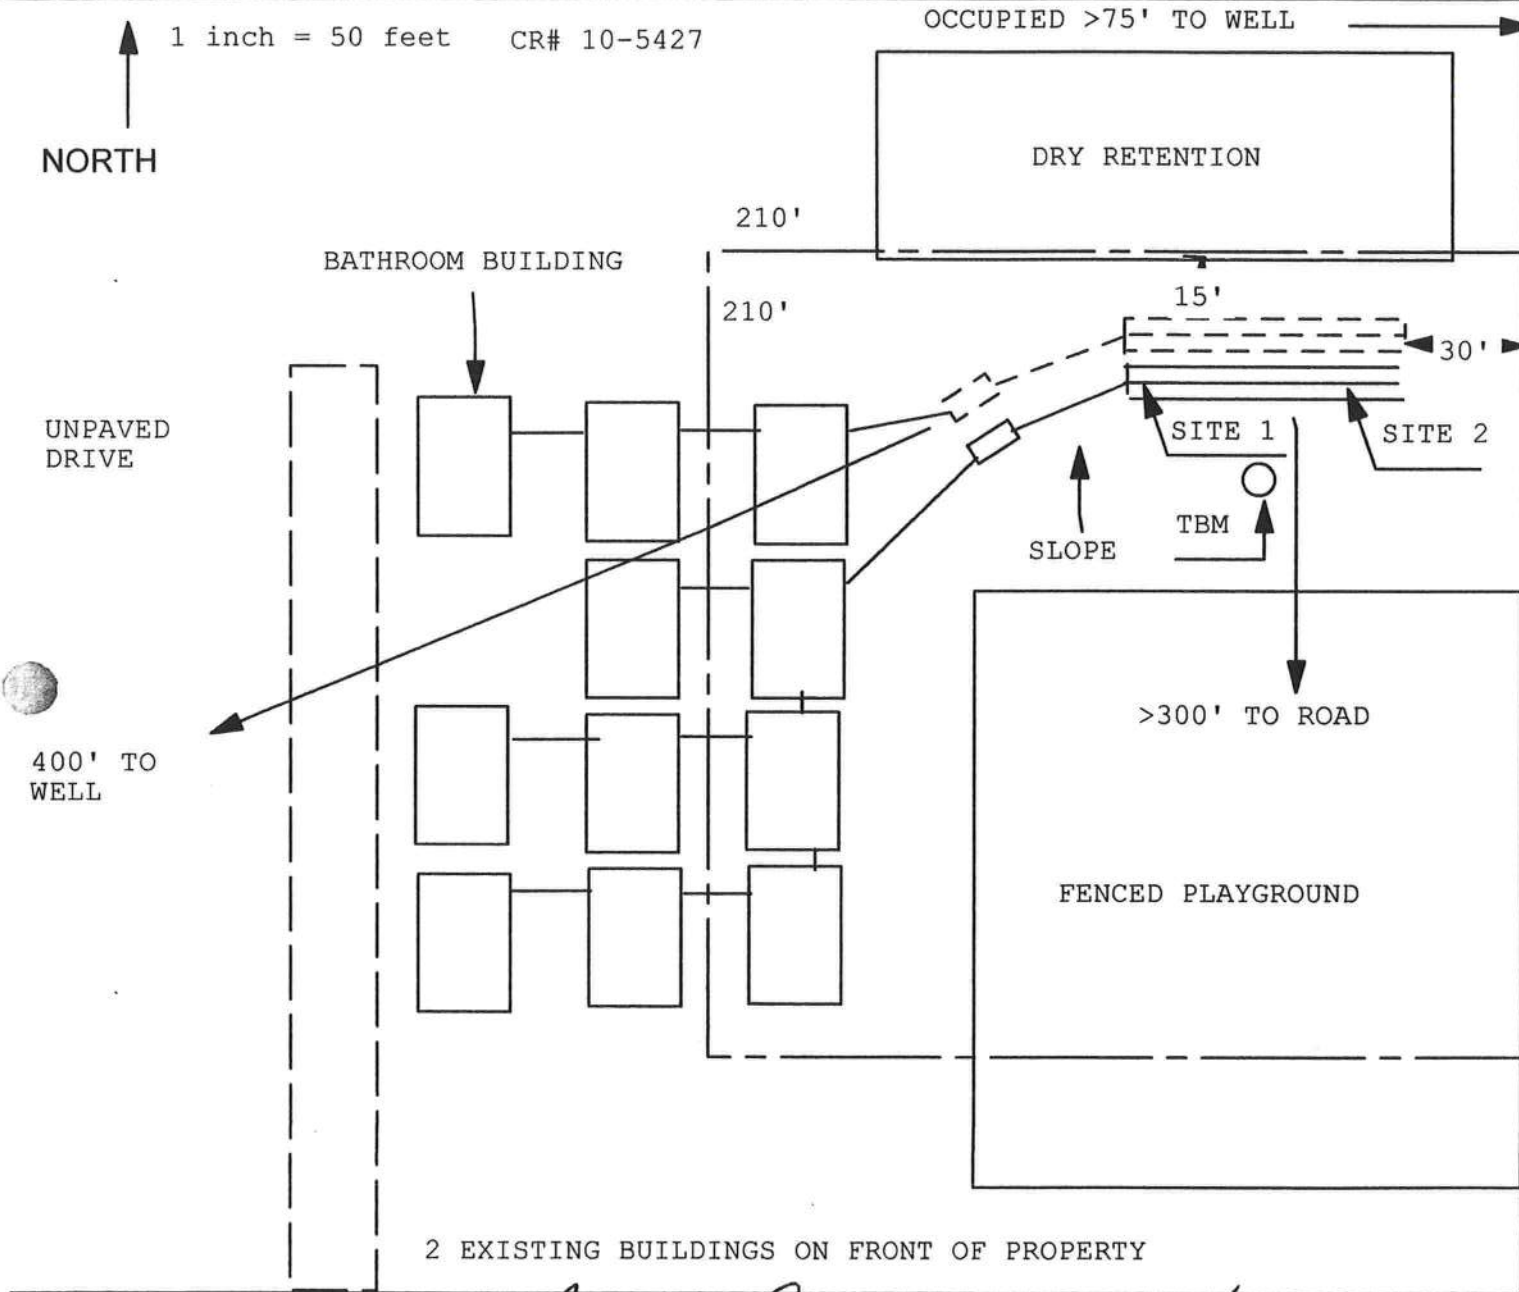 OCCUPIED >75' TO WELL
1 inch = 50 feet CR# 10-5427
NORTH
DRY RETENTION
210'
BATHROOM BUILDING
210'
15'
30'
UNPAVED
DRIVE
SITE 1
SITE 2
TBM
SLOPE
>300' TO ROAD
400' TO
WELL
FENCED PLAYGROUND
2 EXISTING BUILDINGS ON FRONT OF PROPERTY